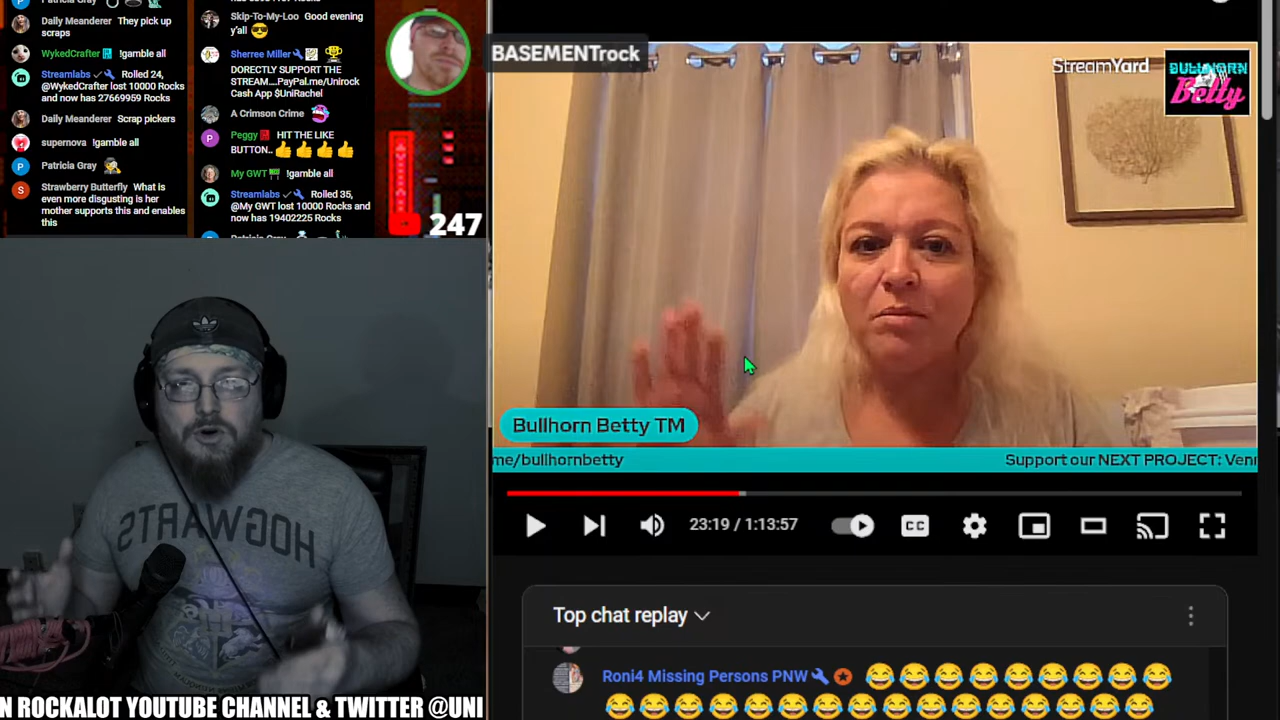 Daily Meanderer They pick up
scraps
WykedCrafter !gamble all
Streamlabs Rolled 24,
@WykedCrafter lost 10000 Rocks
and now has 27669959 Rocks
Daily Meanderer Scrap pickers
supernova !gamble all
Patricia Gray
Strawberry Butterfly What is
even more disgusting is her
mother supports this and enables
this
Skip-To-My-Loo Good evening
y'all 😎
Sherree Miller 🔧 🏆
DORECTLY SUPPORT THE
STREAM....PayPal.me/Unirock
Cash App $UniRachel
A Crimson Crime
Peggy HIT THE LIKE
BUTTON.. 👍👍👍👍
My GWT !gamble all
Streamlabs Rolled 35,
@My GWT lost 10000 Rocks
and now has 19402225 Rocks
247
BASEMENTrock
StreamYard
BULLHORN
Betty
Bullhorn Betty TM
me/bullhornbetty
Support our NEXT PROJECT: Venn
23:19 / 1:13:57
CC
Top chat replay
Roni4 Missing Persons PNW 🔧 😂😂😂😂😂😂😂😂😂
😂😂😂😂😂😂😂😂😂😂😂😂😂😂😂😂
HOGWARTS
N ROCKALOT YOUTUBE CHANNEL & TWITTER @UNI